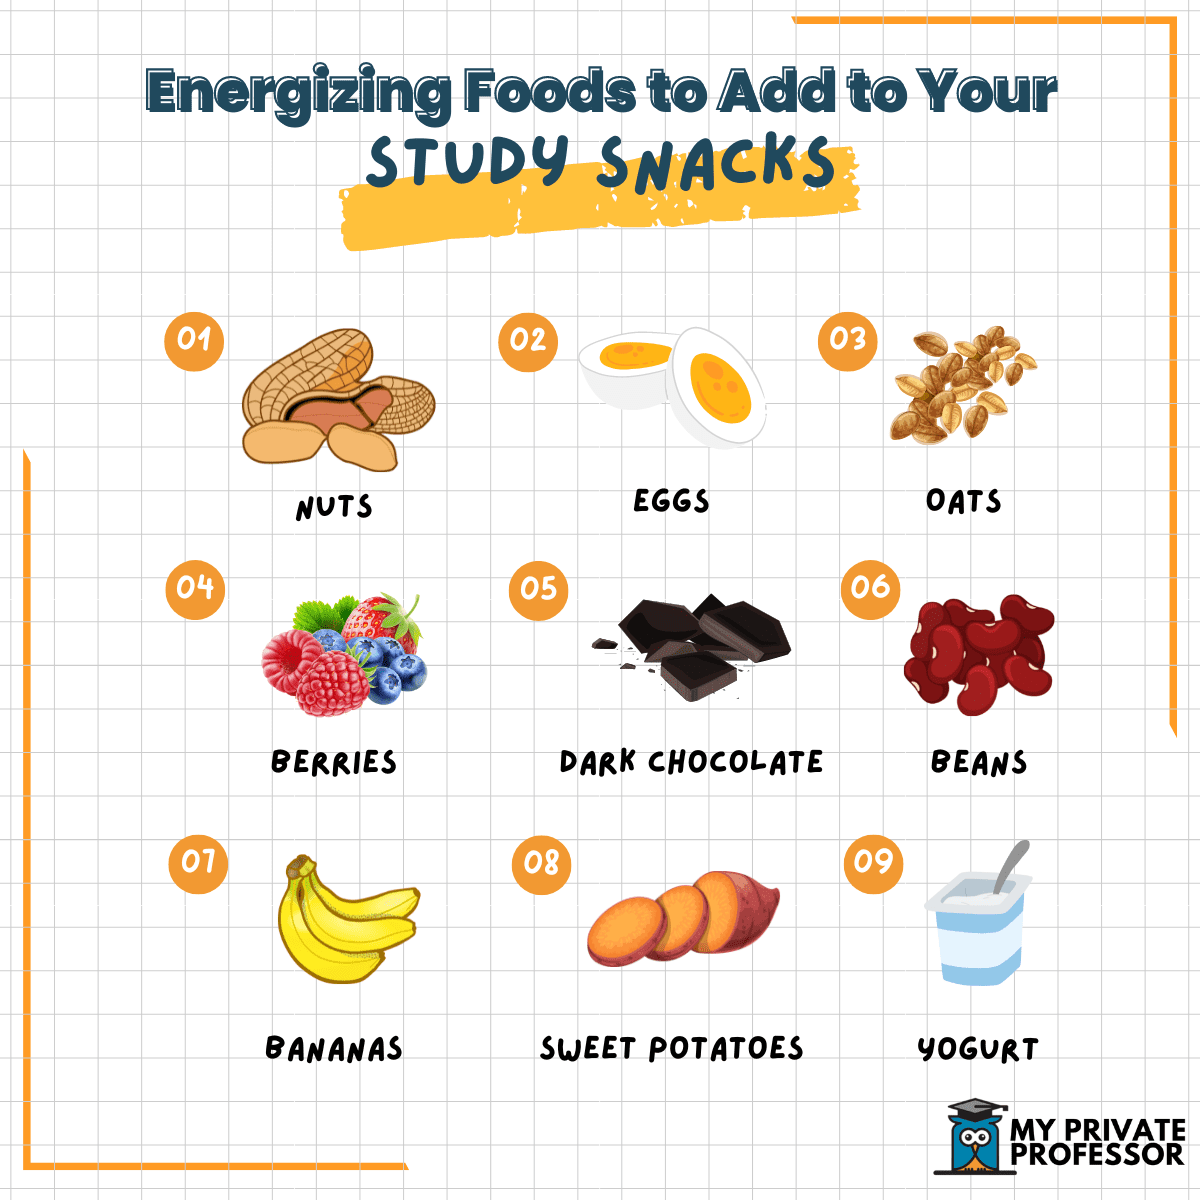 Energizing Foods to Add to Your
STUDY SNACKS
01
02
03
NUTS
EGGS
OATS
04
05
06
BERRIES
DARK CHOCOLATE
BEANS
07
08
09
BANANAS
SWEET POTATOES
YOGURT
MY PRIVATE
PROFESSOR